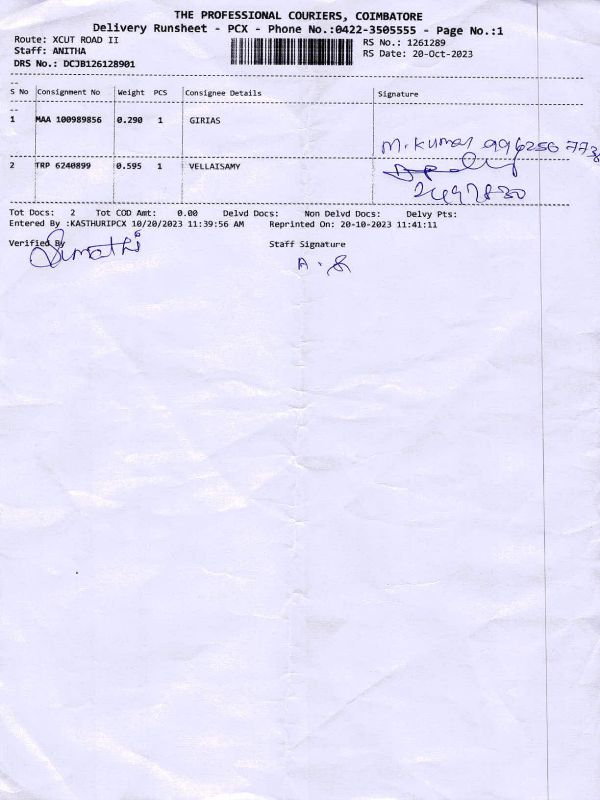 THE PROFESSIONAL COURIERS, COIMBATORE
Delivery Runsheet - PCX - Phone No.:0422-3505555 - Page No.:1
Route: XCUT ROAD II
RS No.: 1261289
Staff: ANITHA
RS Date: 20-Oct-2023
DRS No.: DCJB126128901
S No Consignment No Weight PCS Consignee Details Signature
1 MAA 100989856 0.290 1 GIRIAS
M. Kumar
2 TRP 6240899 0.595 1 VELLAISAMY
Tot Docs: 2 Tot COD Amt: 0.00 Delvd Docs: Non Delvd Docs: Delvy Pts:
Entered By :KASTHURIPCX 10/20/2023 11:39:56 AM Reprinted On: 20-10-2023 11:41:11
Verified By Staff Signature
Sumathi